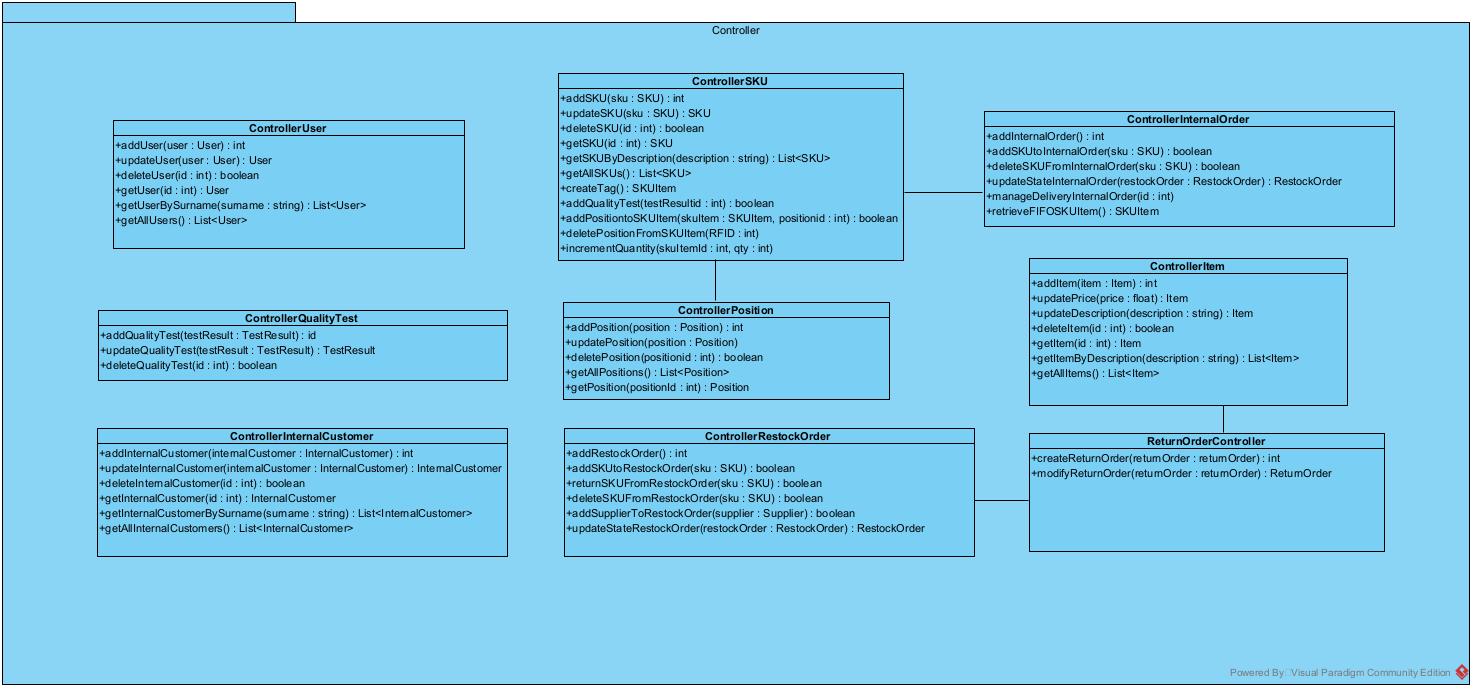 Controller
ControllerSKU
+addSKU(sku : SKU) : int
+updateSKU(sku : SKU) : SKU
+deleteSKU(id : int) : boolean
+getSKU(id : int) : SKU
+getSKUByDescription(description : string) : List<SKU>
+getAllSKUs() : List<SKU>
+createTag() : SKUItem
+addQualityTest(testResultid : int) : boolean
+addPositiontoSKUItem(skuItem : SKUItem, positionid : int) : boolean
+deletePositionFromSKUItem(RFID : int)
+incrementQuantity(skuItemId : int, qty : int)
ControllerInternalOrder
+addInternalOrder() : int
+addSKUtoInternalOrder(sku : SKU) : boolean
+deleteSKUFromInternalOrder(sku : SKU) : boolean
+updateStateInternalOrder(restockOrder : RestockOrder) : RestockOrder
+manageDeliveryInternalOrder(id : int)
+retrieveFIFOSKUItem() : SKUItem
ControllerUser
+addUser(user : User) : int
+updateUser(user : User) : User
+deleteUser(id : int) : boolean
+getUser(id : int) : User
+getUserBySurname(surname : string) : List<User>
+getAllUsers() : List<User>
ControllerItem
+addItem(item : Item) : int
+updatePrice(price : float) : Item
+updateDescription(description : string) : Item
+deleteItem(id : int) : boolean
+getItem(id : int) : Item
+getItemByDescription(description : string) : List<Item>
+getAllItems() : List<Item>
ControllerPosition
+addPosition(position : Position) : int
+updatePosition(position : Position)
+deletePosition(positionid : int) : boolean
+getAllPositions() : List<Position>
+getPosition(positionId : int) : Position
ControllerQualityTest
+addQualityTest(testResult : TestResult) : id
+updateQualityTest(testResult : TestResult) : TestResult
+deleteQualityTest(id : int) : boolean
ControllerInternalCustomer
+addInternalCustomer(internalCustomer : InternalCustomer) : int
+updateInternalCustomer(internalCustomer : InternalCustomer) : InternalCustomer
+deleteInternalCustomer(id : int) : boolean
+getInternalCustomer(id : int) : InternalCustomer
+getInternalCustomerBySurname(surname : string) : List<InternalCustomer>
+getAllInternalCustomers() : List<InternalCustomer>
ControllerRestockOrder
+addRestockOrder() : int
+addSKUtoRestockOrder(sku : SKU) : boolean
+returnSKUFromRestockOrder(sku : SKU) : boolean
+deleteSKUFromRestockOrder(sku : SKU) : boolean
+addSupplierToRestockOrder(supplier : Supplier) : boolean
+updateStateRestockOrder(restockOrder : RestockOrder) : RestockOrder
ReturnOrderController
+createReturnOrder(returnOrder : returnOrder) : int
+modifyReturnOrder(returnOrder : returnOrder) : ReturnOrder
Powered By Visual Paradigm Community Edition